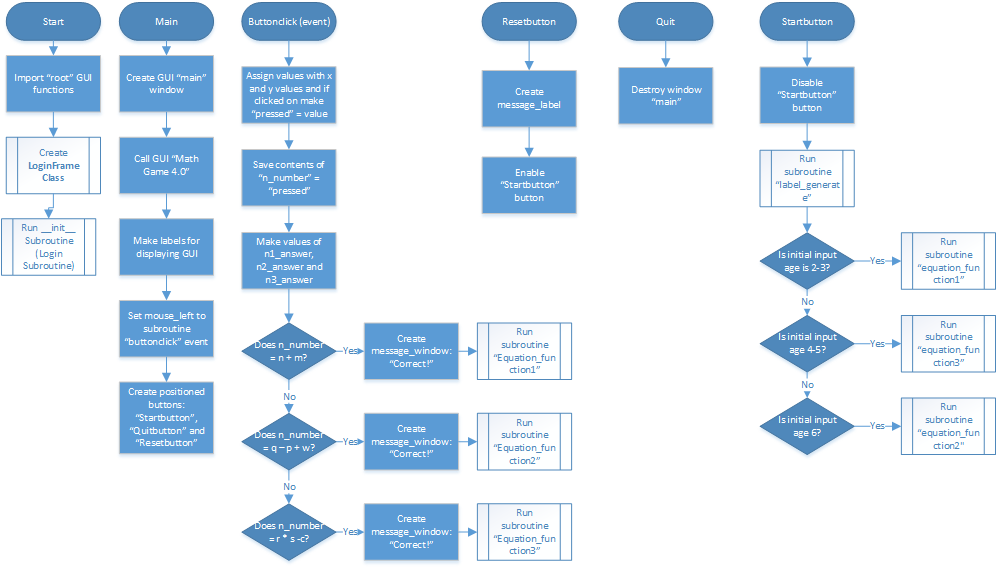 Start
Import “root” GUI
functions
Create
LoginFrame
Class
Run __init__
Subroutine
(Login
Subroutine)
Main
Create GUI “main”
window
Call GUI “Math
Game 4.0”
Make labels for
displaying GUI
Set mouse_left to
subroutine
“buttonclick” event
Create positioned
buttons:
“Startbutton”,
“Quitbutton” and
“Resetbutton”
Buttonclick (event)
Assign values with x
and y values and if
clicked on make
“pressed” = value
Save contents of
“n_number” =
“pressed”
Make values of
n1_answer,
n2_answer and
n3_answer
Does n_number
= n + m?
Yes
Create
message_window:
“Correct!”
Run
subroutine
“Equation_fun
ction1”
No
Does n_number
= q – p + w?
Yes
Create
message_window:
“Correct!”
Run
subroutine
“Equation_fun
ction2”
No
Does n_number
= r * s -c?
Yes
Create
message_window:
“Correct!”
Run
subroutine
“Equation_fun
ction3”
Resetbutton
Create
message_label
Enable
“Startbutton”
button
Quit
Destroy window
“main”
Startbutton
Disable
“Startbutton”
button
Run
subroutine
“label_generat
e”
Is initial input
age is 2-3?
Yes
Run
subroutine
“equation_fun
ction1”
No
Is initial input
age 4-5?
Yes
Run
subroutine
“equation_fun
ction3”
No
Is initial input
age 6?
Yes
Run
subroutine
“equation_fun
ction2"